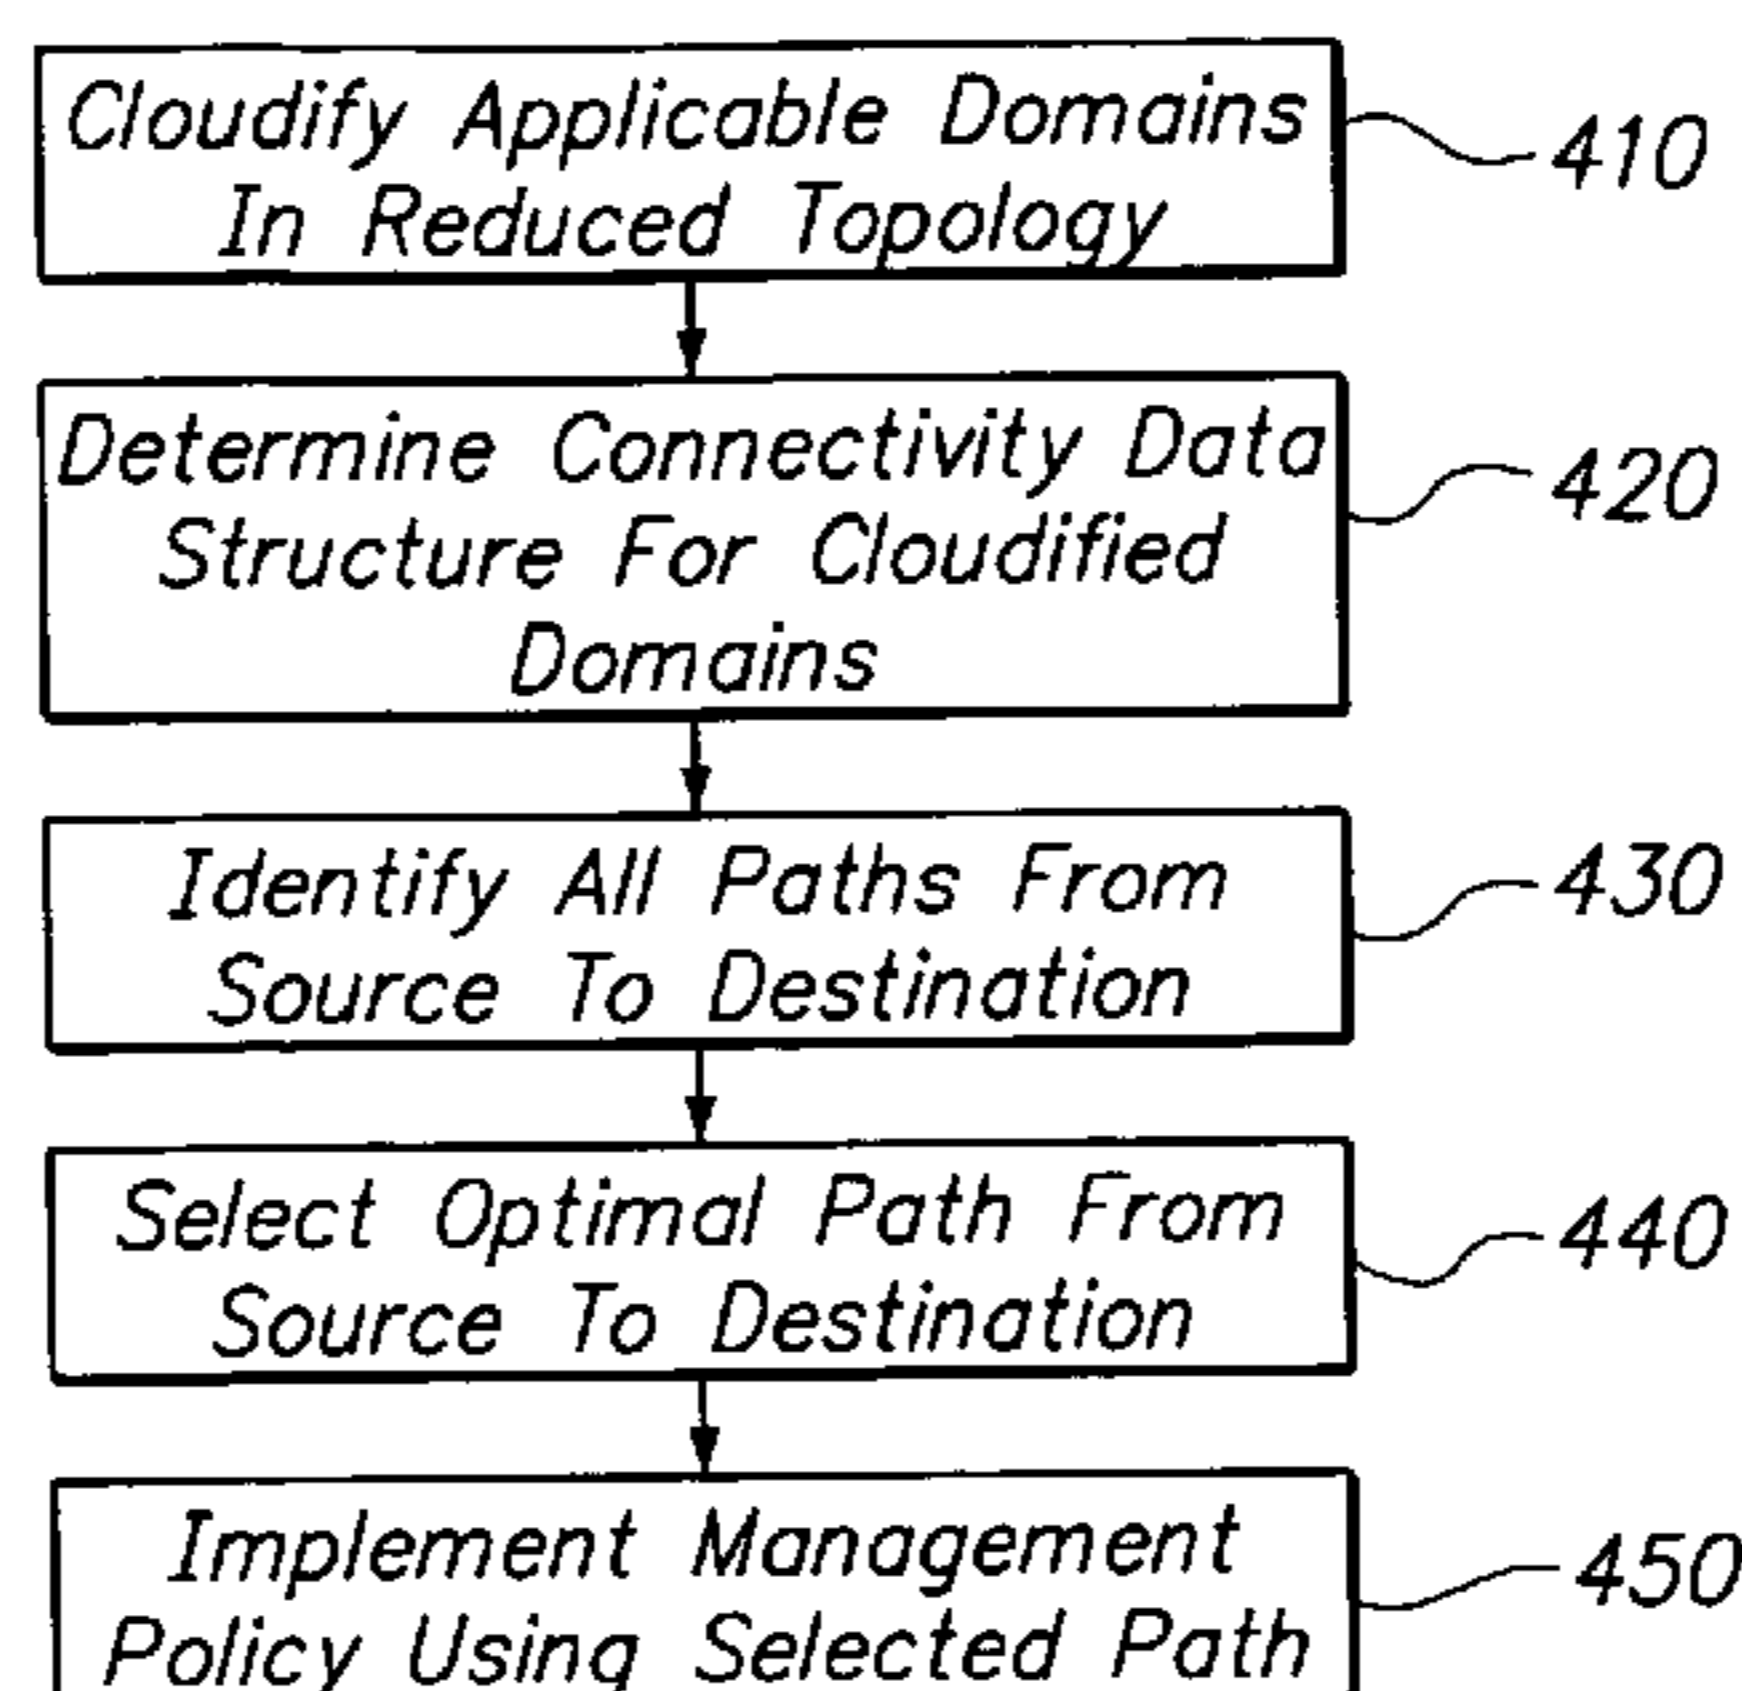 Cloudify Applicable Domains
In Reduced Topology
410
Determine Connectivity Data
Structure For Cloudified
Domains
420
Identify All Paths From
Source To Destination
430
Select Optimal Path From
Source To Destination
440
Implement Management
Policy Using Selected Path
450